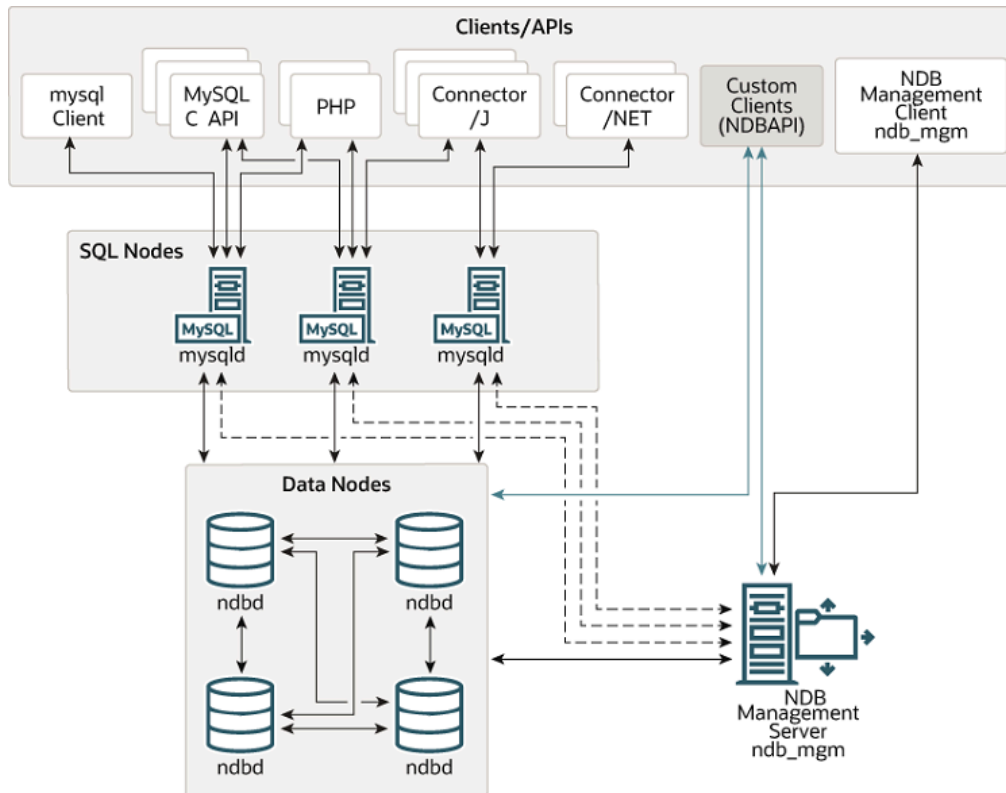 Clients/APIs
mysql
Client
MySQL
C API
PHP
Connector
/J
Connector
/NET
Custom
Clients
(NDBAPI)
NDB
Management
Client
ndb_mgm
SQL Nodes
MySQL
mysqld
MySQL
mysqld
MySQL
mysqld
Data Nodes
ndbd
ndbd
ndbd
ndbd
NDB
Management
Server
ndb_mgm